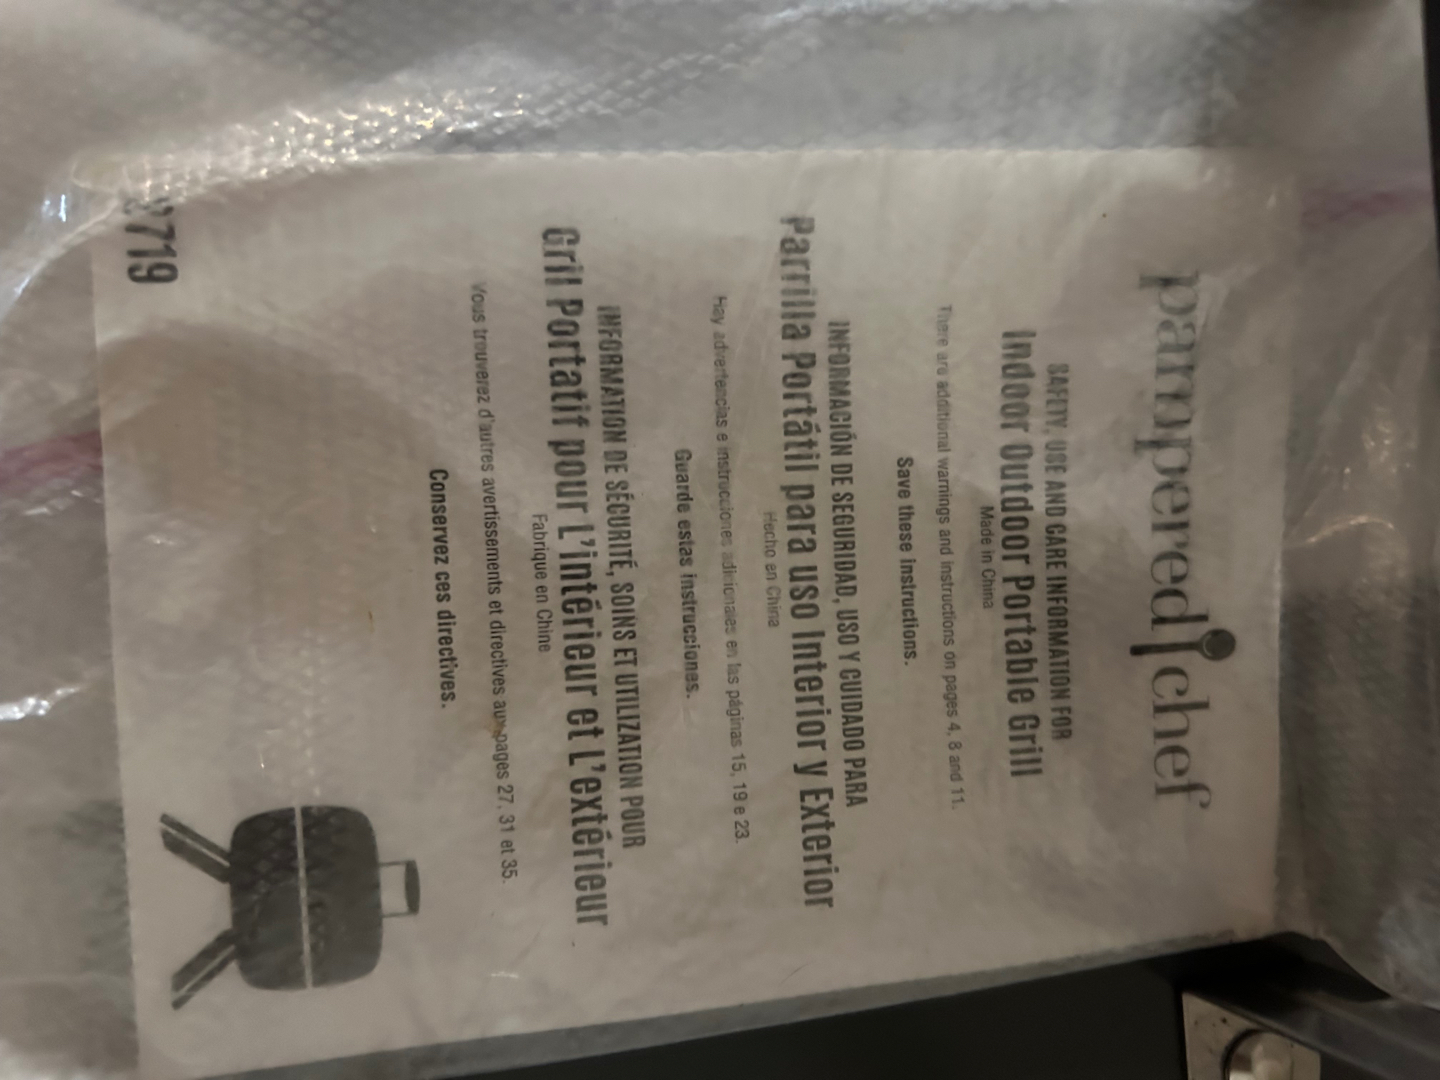 pampered chef
SAFETY, USE AND CARE INFORMATION FOR
Indoor Outdoor Portable Grill
Made in China
There are additional warnings and instructions on pages 4, 8 and 11.
Save these instructions.
INFORMACIÓN DE SEGURIDAD, USO Y CUIDADO PARA
Parrilla Portátil para uso Interior y Exterior
Hecho en China
Hay advertencias e instrucciones adicionales en las páginas 15, 19 e 23.
Guarde estas instrucciones.
INFORMATION DE SÉCURITÉ, SOINS ET UTILIZATION POUR
Gril Portatif pour L'intérieur et L'extérieur
Fabrique en Chine
Vous trouverez d'autres avertissements et directives aux pages 27, 31 et 35.
Conservez ces directives.